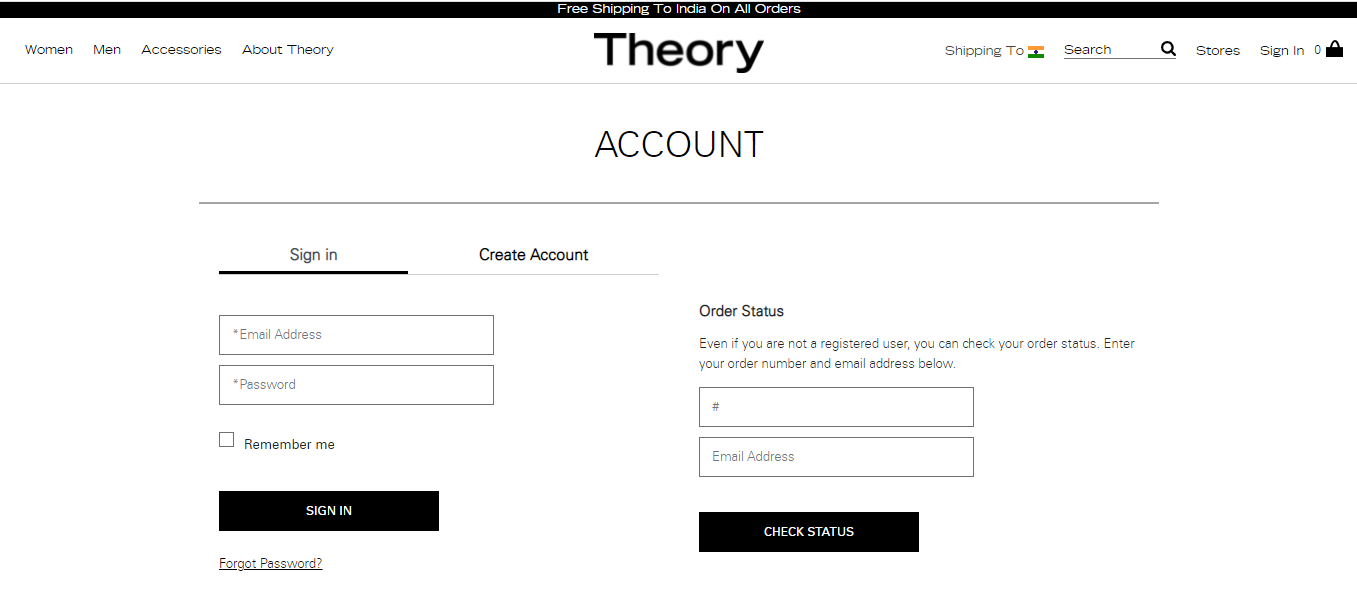 Free Shipping To India On All Orders
Women Men Accessories About Theory
Theory
Shipping To Search Stores Sign In 0
ACCOUNT
Sign in Create Account
*Email Address
*Password
Remember me
SIGN IN
Forgot Password?
Order Status
Even if you are not a registered user, you can check your order status. Enter
your order number and email address below.
#
Email Address
CHECK STATUS